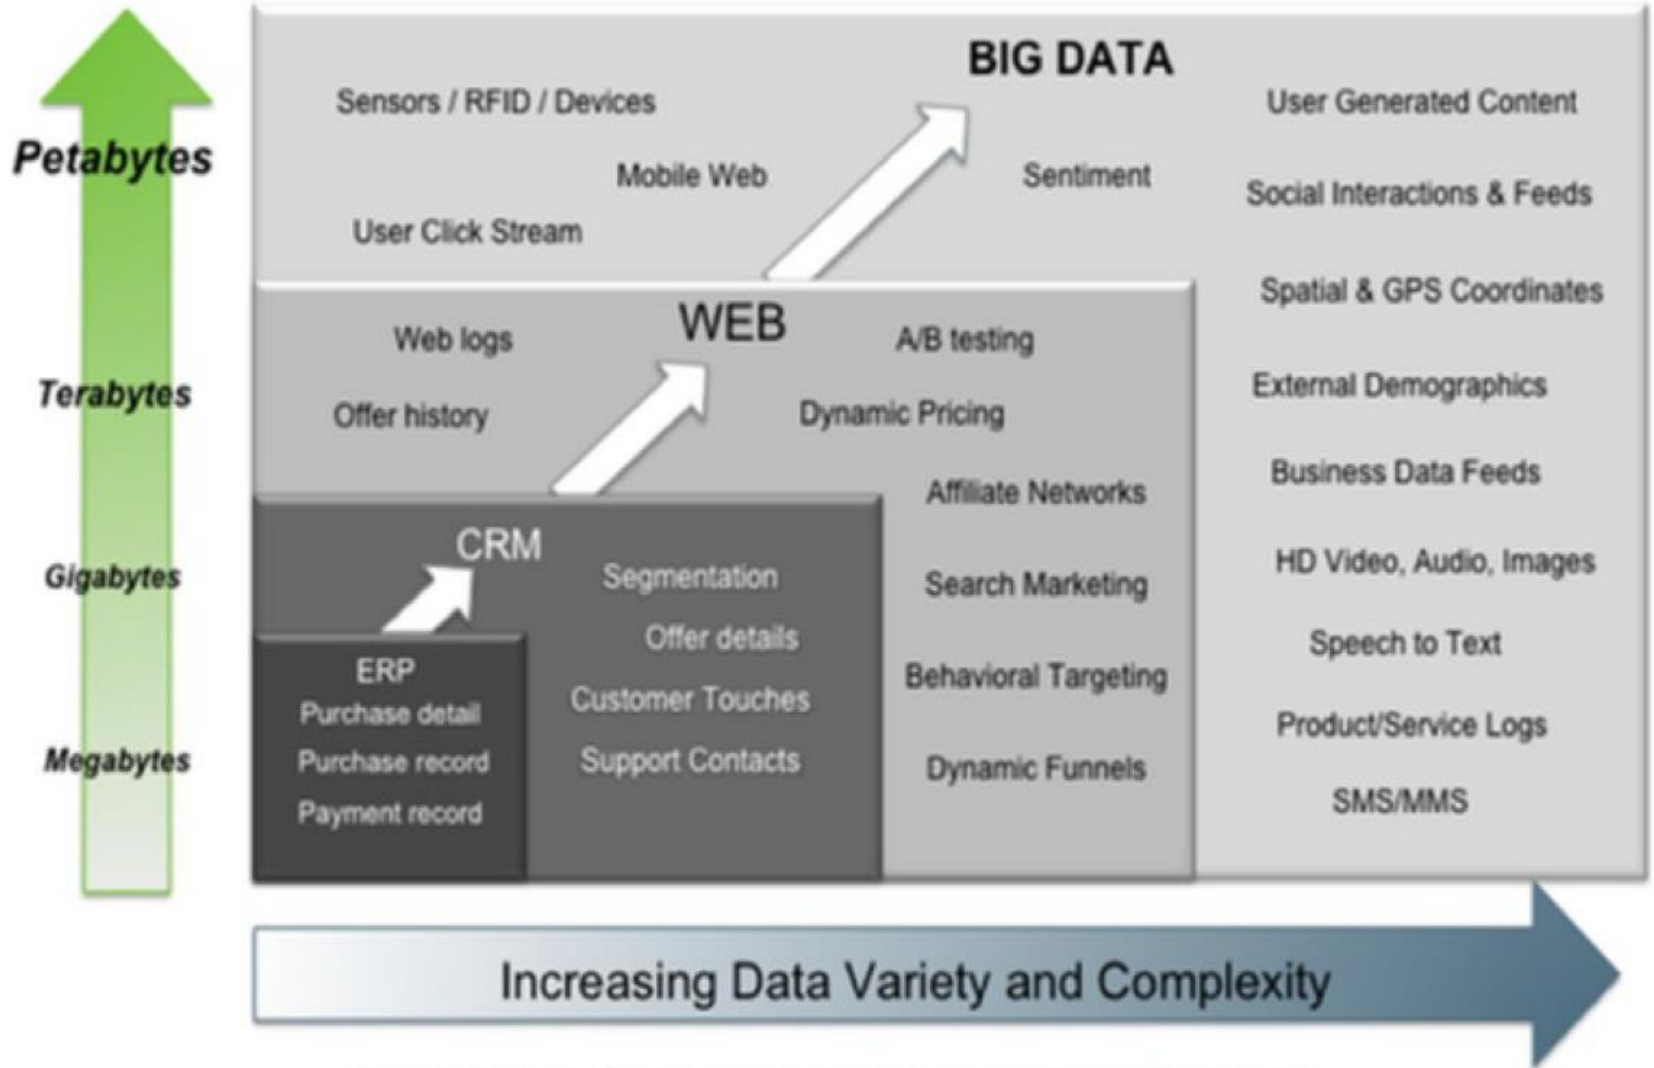 BIG DATA
Sensors / RFID / Devices
User Generated Content
Petabytes
Mobile Web
Sentiment
Social Interactions & Feeds
User Click Stream
Spatial & GPS Coordinates
WEB
Web logs
A/B testing
External Demographics
Terabytes
Offer history
Dynamic Pricing
Business Data Feeds
Affiliate Networks
CRM
HD Video, Audio, Images
Gigabytes
Segmentation
Search Marketing
Offer details
Speech to Text
ERP
Behavioral Targeting
Purchase detail
Customer Touches
Product/Service Logs
Megabytes
Purchase record
Support Contacts
Dynamic Funnels
Payment record
SMS/MMS
Increasing Data Variety and Complexity